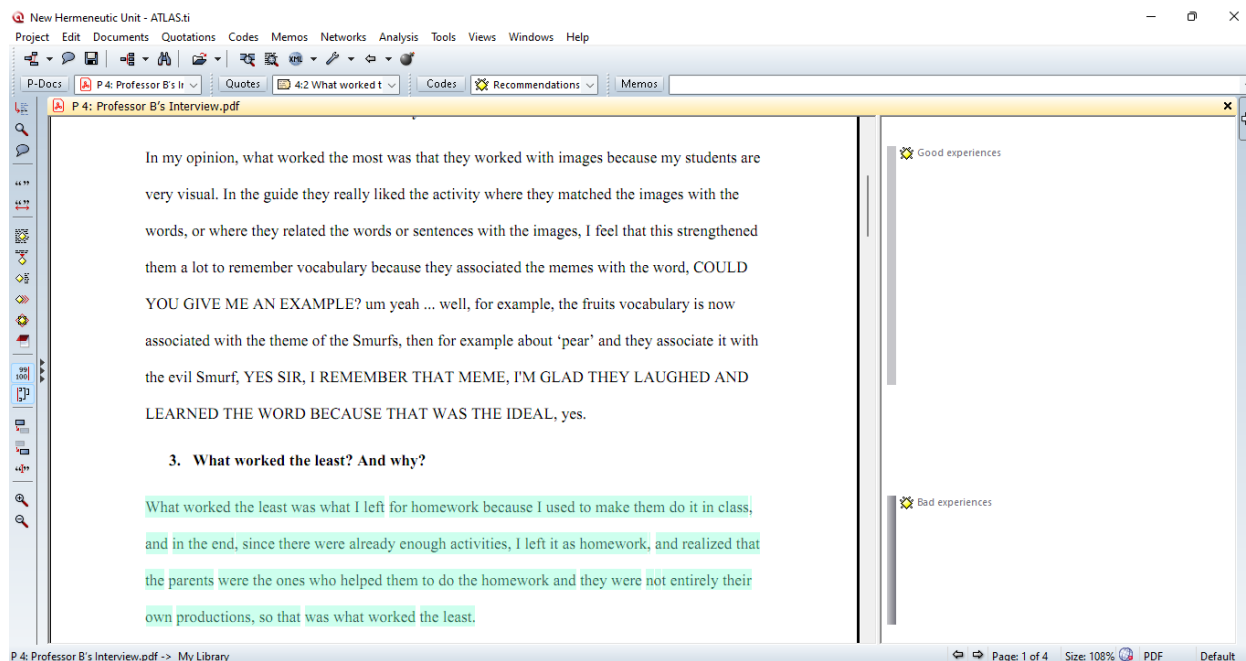 New Hermeneutic Unit - ATLAS.ti
Project Edit Documents Quotations Codes Memos Networks Analysis Tools Views Windows Help
P-Docs P 4: Professor B's Ir Quotes 4:2 What worked t Codes Recommendations Memos
P 4: Professor B's Interview.pdf
In my opinion, what worked the most was that they worked with images because my students are
Good experiences
very visual. In the guide they really liked the activity where they matched the images with the
words, or where they related the words or sentences with the images, I feel that this strengthened
them a lot to remember vocabulary because they associated the memes with the word, COULD
YOU GIVE ME AN EXAMPLE? um yeah ... well, for example, the fruits vocabulary is now
associated with the theme of the Smurfs, then for example about ‘pear’ and they associate it with
the evil Smurf, YES SIR, I REMEMBER THAT MEME, I'M GLAD THEY LAUGHED AND
LEARNED THE WORD BECAUSE THAT WAS THE IDEAL, yes.
3. What worked the least? And why?
What worked the least was what I left for homework because I used to make them do it in class,
Bad experiences
and in the end, since there were already enough activities, I left it as homework, and realized that
the parents were the ones who helped them to do the homework and they were not entirely their
own productions, so that was what worked the least.
P 4: Professor B's Interview.pdf -> My Library Page: 1 of 4 Size: 108% PDF Default